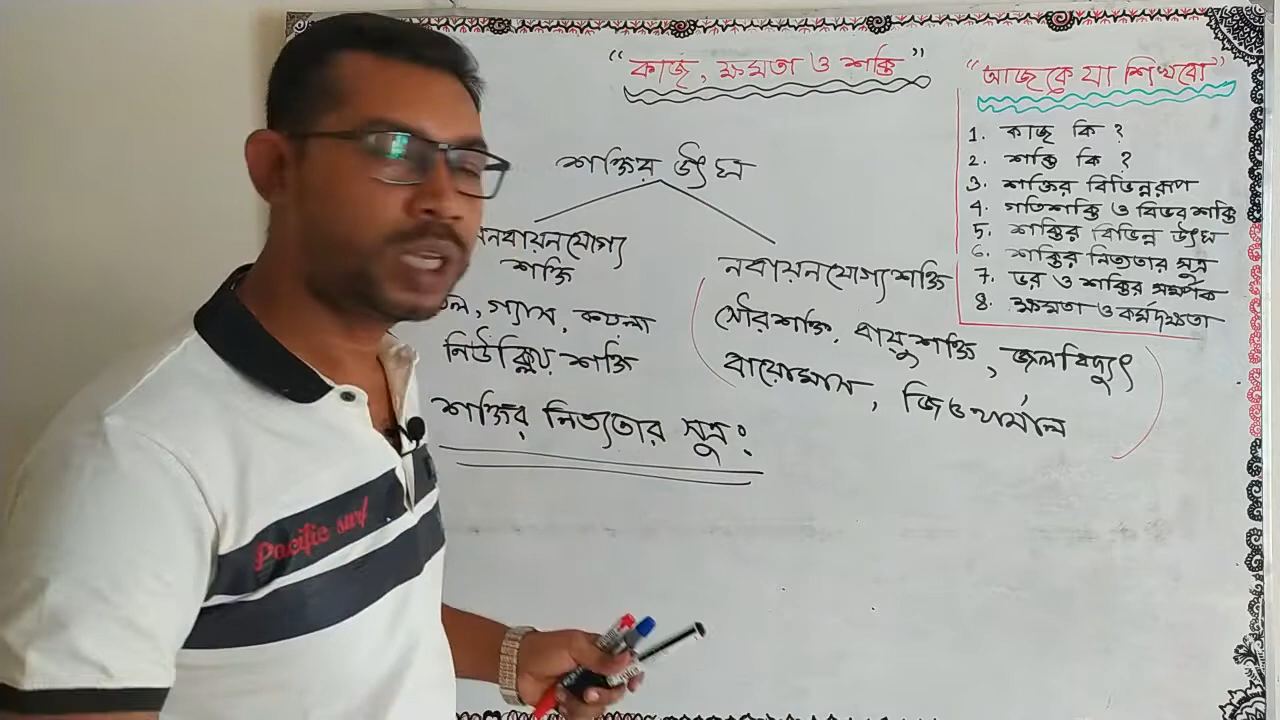 "কাজ, ক্ষমতা ও শক্তি"
"আজকে যা শিখবো"
1. কাজ কি ?
2. শক্তি কি ?
3. শক্তির বিভিন্নরূপ
4. গতিশক্তি ও বিভবশক্তি
5. শক্তির বিভিন্ন উৎস
6. শক্তির নিত্যতার সূত্র
7. ভর ও শক্তির সম্পর্ক
8. ক্ষমতা ও কর্মদক্ষতা
শক্তির উৎস
নবায়নযোগ্য
শক্তি
গ্যাস, কয়লা
নিউক্লিয় শক্তি
নবায়নযোগ্য শক্তি
সৌরশক্তি, বায়ু শক্তি, জলবিদ্যুৎ
বায়োমাস, জিওথার্মাল
শক্তির নিত্যতার সূত্র:
Pacific surf